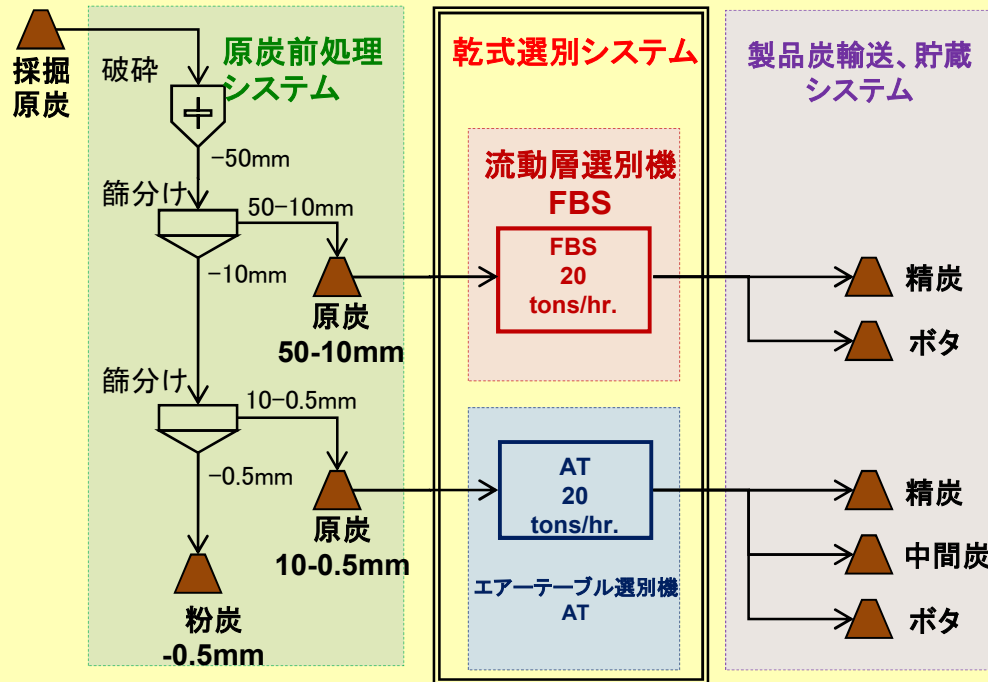 採掘
原炭
原炭前処理
システム
破砕
-50mm
篩分け
50-10mm
-10mm
原炭
50-10mm
篩分け
10-0.5mm
-0.5mm
原炭
10-0.5mm
粉炭
-0.5mm
乾式選別システム
流動層選別機
FBS
FBS
20
tons/hr.
AT
20
tons/hr.
エアーテーブル選別機
AT
製品炭輸送、貯蔵
システム
精炭
ボタ
精炭
中間炭
ボタ